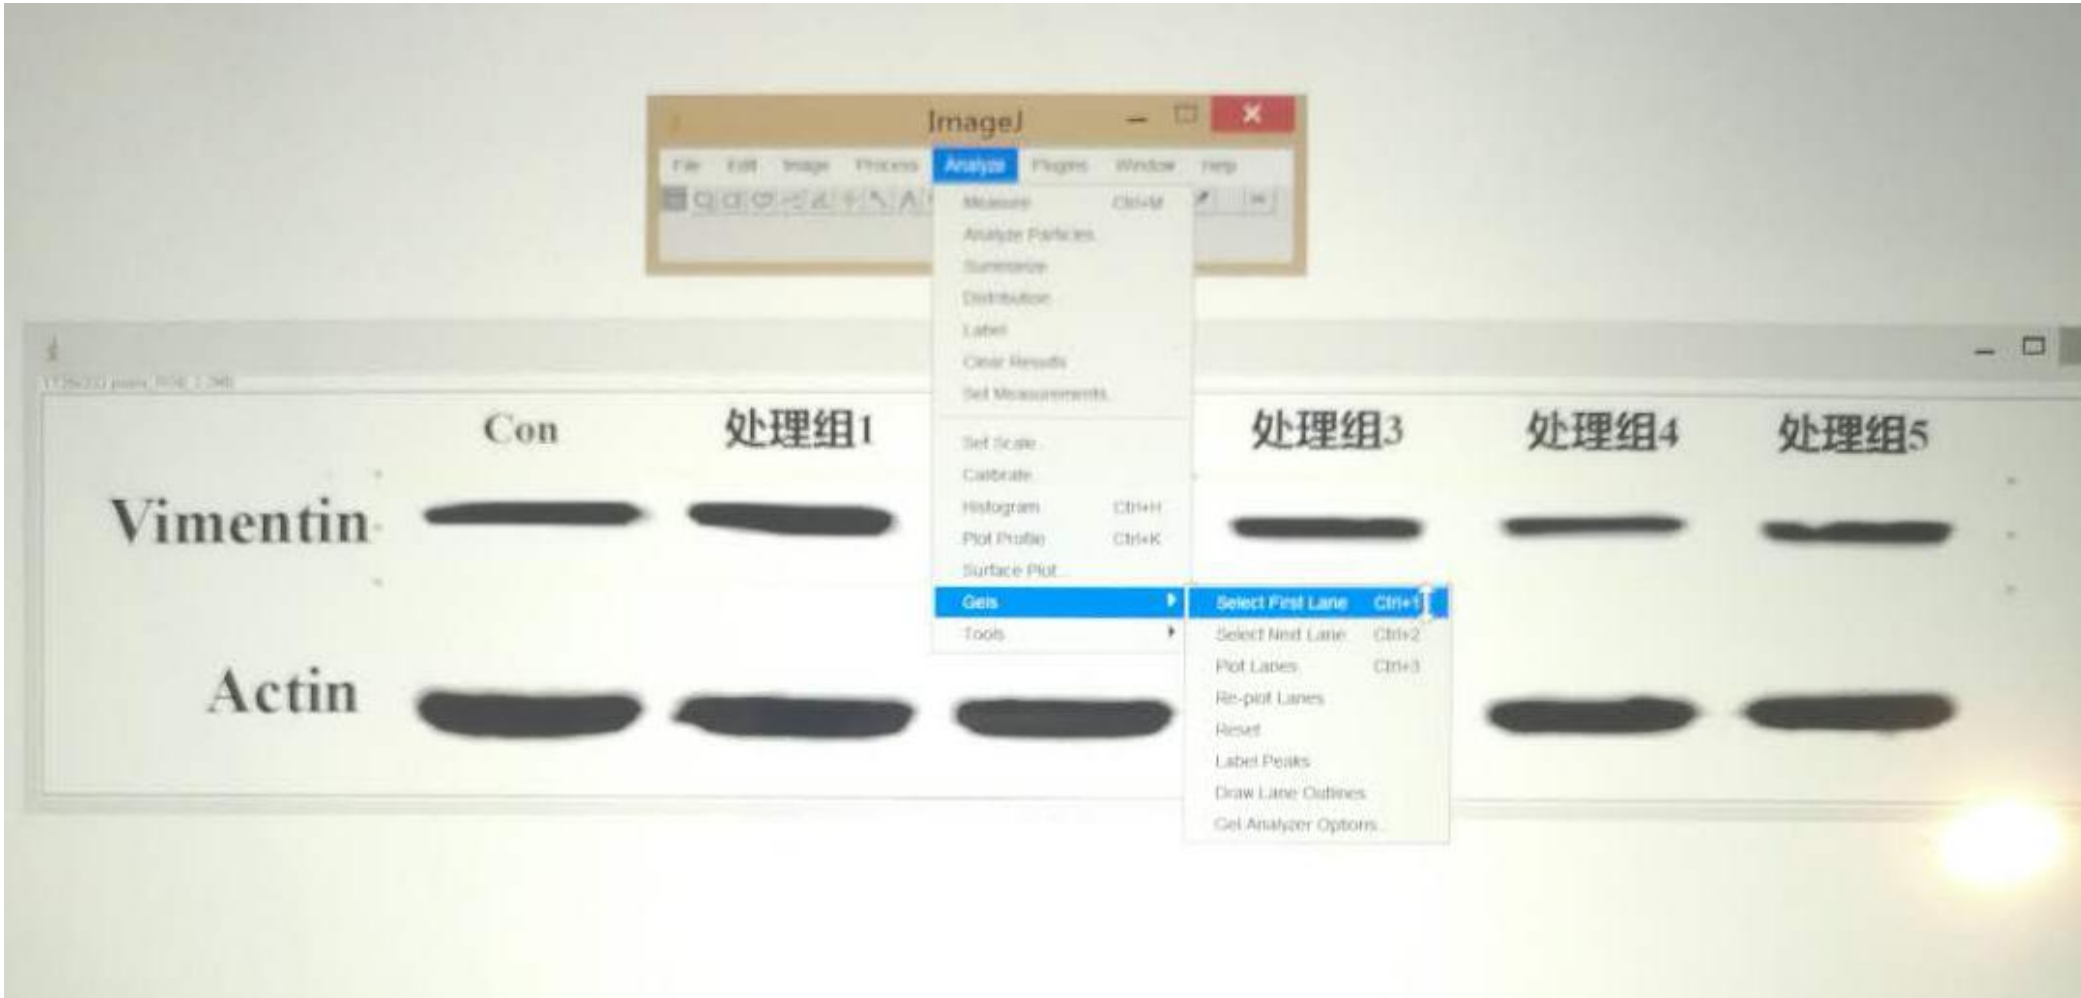 ImageJ
File Edit Image Process Analyze Plugins Window Help
Measure Ctrl+M
Analyze Particles...
Summarize
Distribution...
Label
Clear Results
Set Measurements...
Set Scale...
Calibrate...
Histogram Ctrl+H
Plot Profile Ctrl+K
Surface Plot...
Gels
Tools
Select First Lane Ctrl+1
Select Next Lane Ctrl+2
Plot Lanes Ctrl+3
Re-plot Lanes
Reset
Label Peaks
Draw Lane Outlines
Gel Analyzer Options...
Con 处理组1 处理组3 处理组4 处理组5
Vimentin
Actin